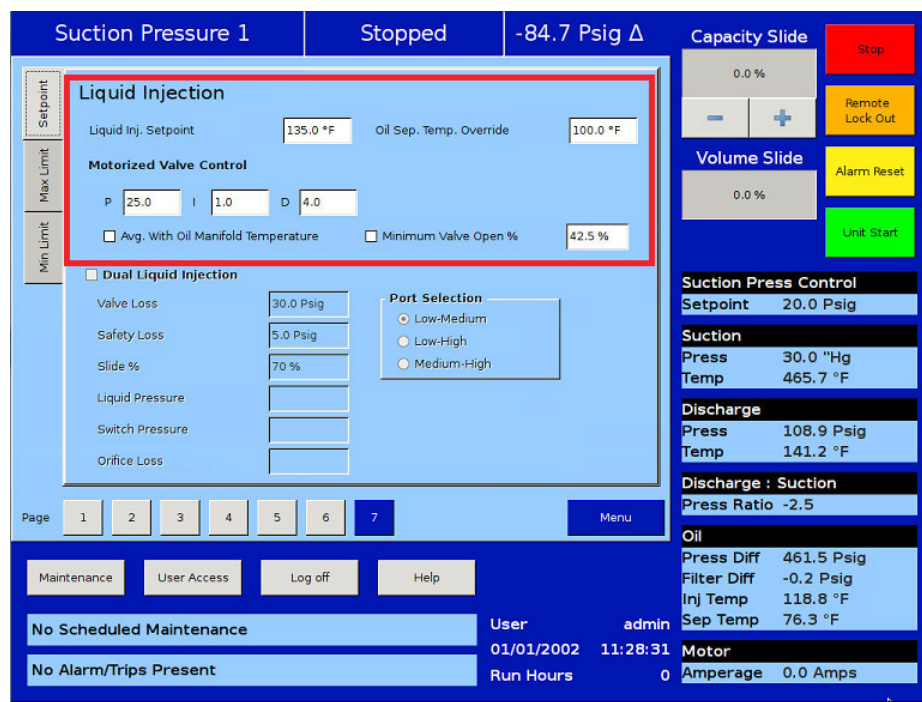 Suction Pressure 1
Stopped
-84.7 Psig Δ
Setpoint
Max Limit
Min Limit
Liquid Injection
Liquid Inj. Setpoint 135.0 °F Oil Sep. Temp. Override 100.0 °F
Motorized Valve Control
P 25.0 I 1.0 D 4.0
Avg. With Oil Manifold Temperature Minimum Valve Open % 42.5 %
Dual Liquid Injection
Valve Loss 30.0 Psig
Safety Loss 5.0 Psig
Slide % 70 %
Liquid Pressure
Switch Pressure
Orifice Loss
Port Selection
Low-Medium
Low-High
Medium-High
Page 1 2 3 4 5 6 7 Menu
Maintenance User Access Log off Help
No Scheduled Maintenance
No Alarm/Trips Present
User admin
01/01/2002 11:28:31
Run Hours 0
Capacity Slide
0.0 %
Volume Slide
0.0 %
Stop
Remote
Lock Out
Alarm Reset
Unit Start
Suction Press Control
Setpoint 20.0 Psig
Suction
Press 30.0 "Hg
Temp 465.7 °F
Discharge
Press 108.9 Psig
Temp 141.2 °F
Discharge : Suction
Press Ratio -2.5
Oil
Press Diff 461.5 Psig
Filter Diff -0.2 Psig
Inj Temp 118.8 °F
Sep Temp 76.3 °F
Motor
Amperage 0.0 Amps